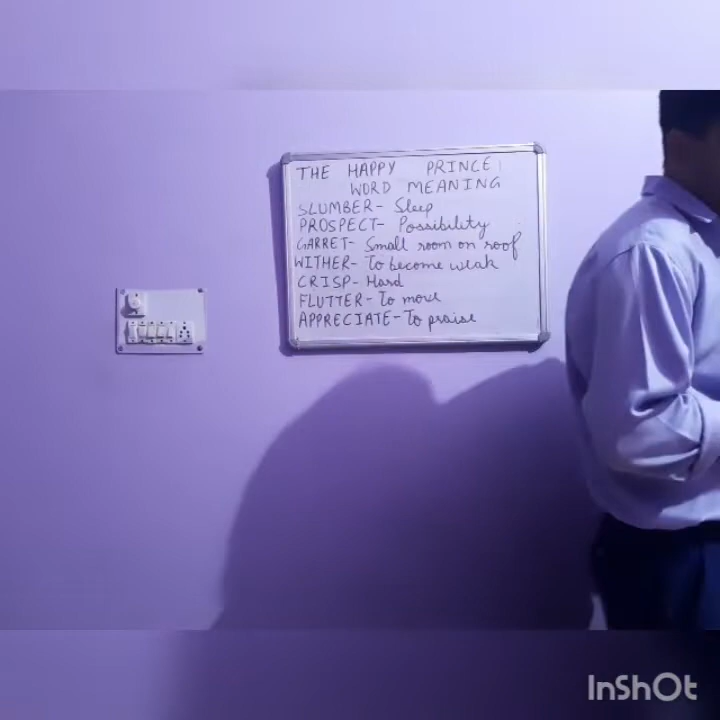 THE HAPPY PRINCE
WORD MEANING
SLUMBER- Sleep
PROSPECT- Possibility
GARRET- Small room on roof
WITHER- To become weak
CRISP- Hard
FLUTTER- To move
APPRECIATE- To praise
InShOt